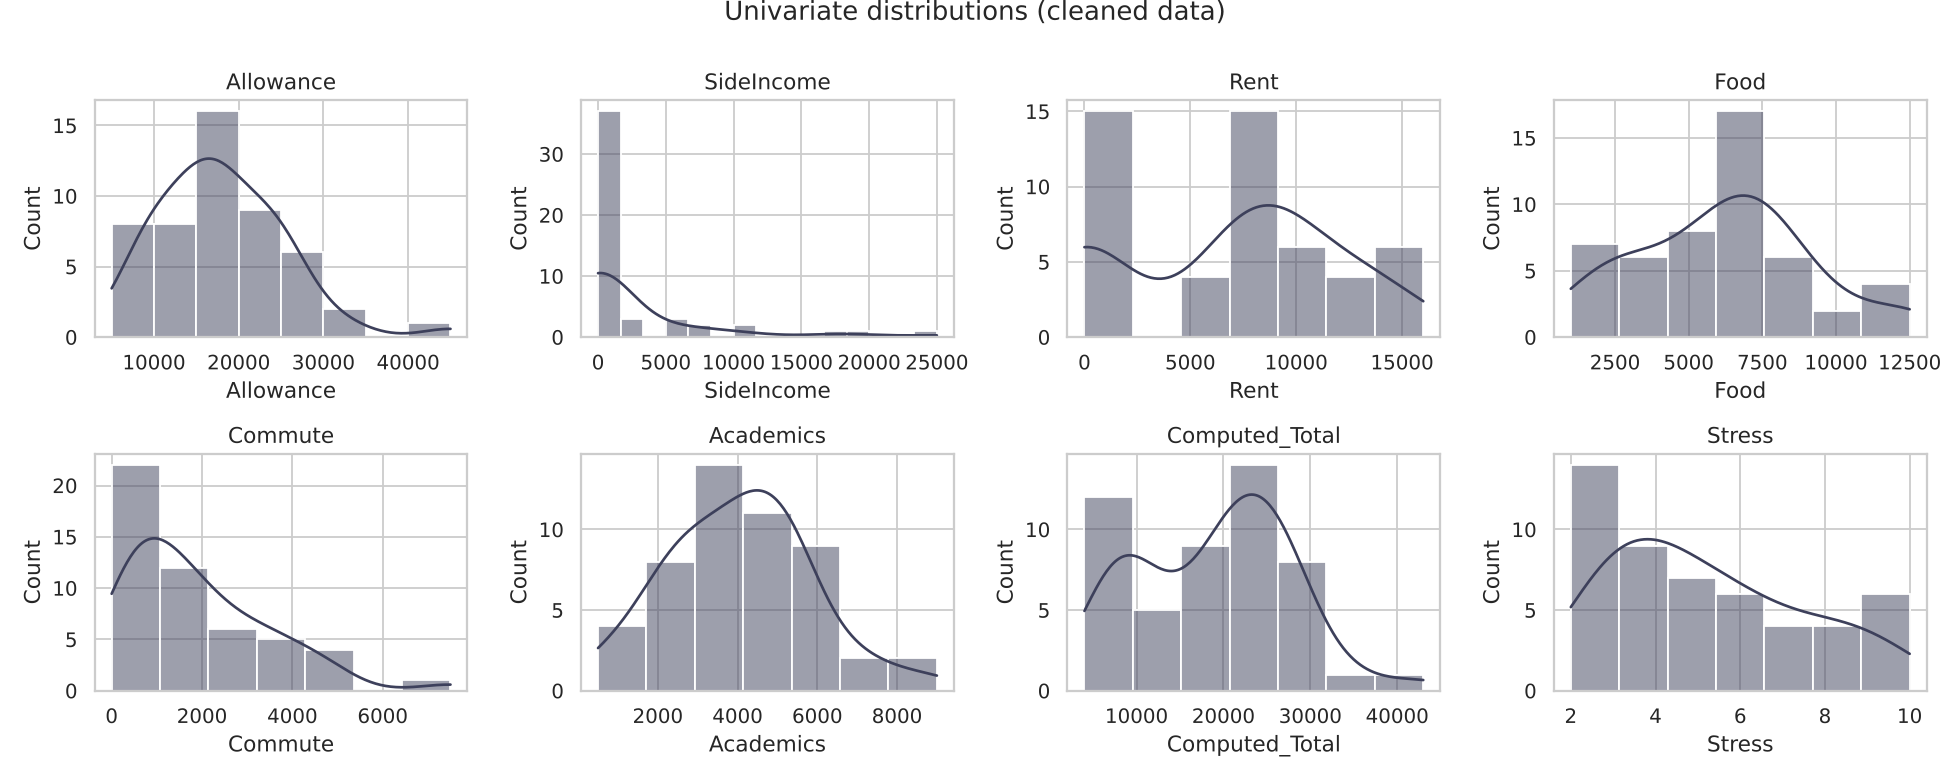 Univariate distributions (cleaned data)
Allowance
Count
15
10
5
0
10000 20000 30000 40000
Allowance
SideIncome
Count
30
20
10
0
0 5000 10000 15000 20000 25000
SideIncome
Rent
Count
15
10
5
0
0 5000 10000 15000
Rent
Food
Count
15
10
5
0
2500 5000 7500 10000 12500
Food
Commute
Count
20
15
10
5
0
0 2000 4000 6000
Commute
Academics
Count
10
5
0
2000 4000 6000 8000
Academics
Computed_Total
Count
10
5
0
10000 20000 30000 40000
Computed_Total
Stress
Count
10
5
0
2 4 6 8 10
Stress